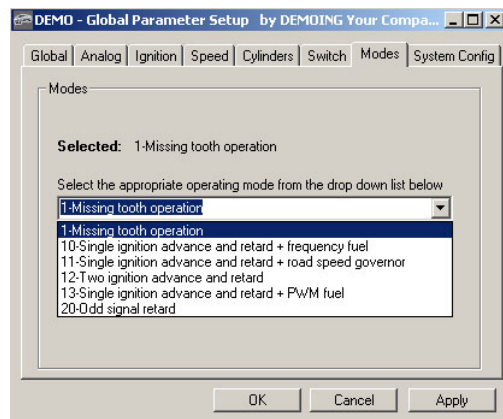 DEMO - Global Parameter Setup by DEMOING Your Compa...
Global Analog Ignition Speed Cylinders Switch Modes System Config
Modes
Selected: 1-Missing tooth operation
Select the appropriate operating mode from the drop down list below
1-Missing tooth operation
1-Missing tooth operation
10-Single ignition advance and retard + frequency fuel
11-Single ignition advance and retard + road speed governor
12-Two ignition advance and retard
13-Single ignition advance and retard + PWM fuel
20-Odd signal retard
OK Cancel Apply